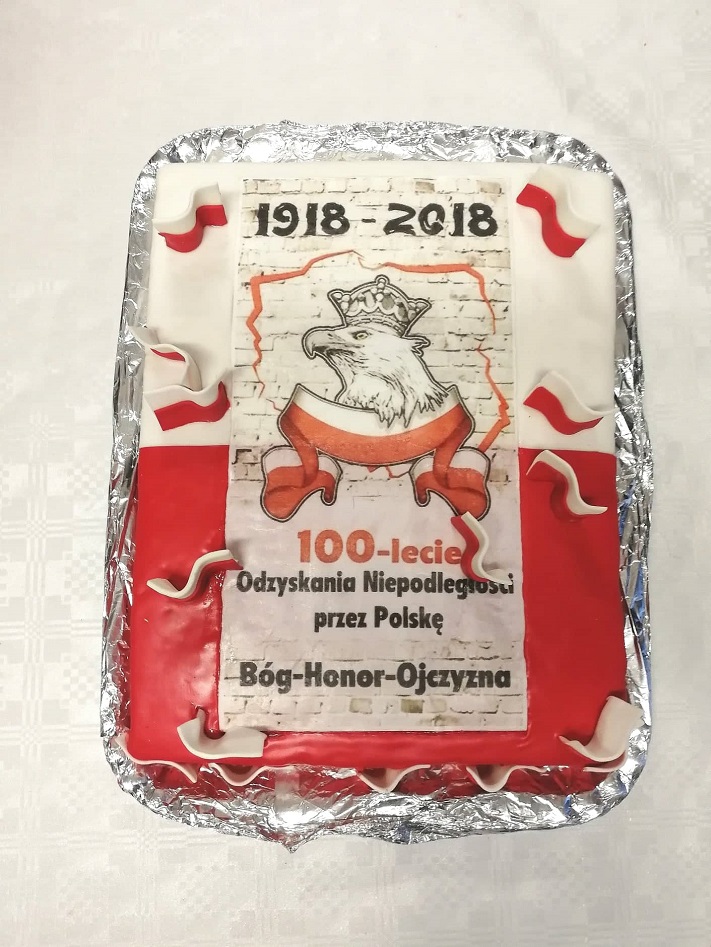 1918-2018
100-lecie
Odzyskania Niepodległości
przez Polskę
Bóg-Honor-Ojczyzna